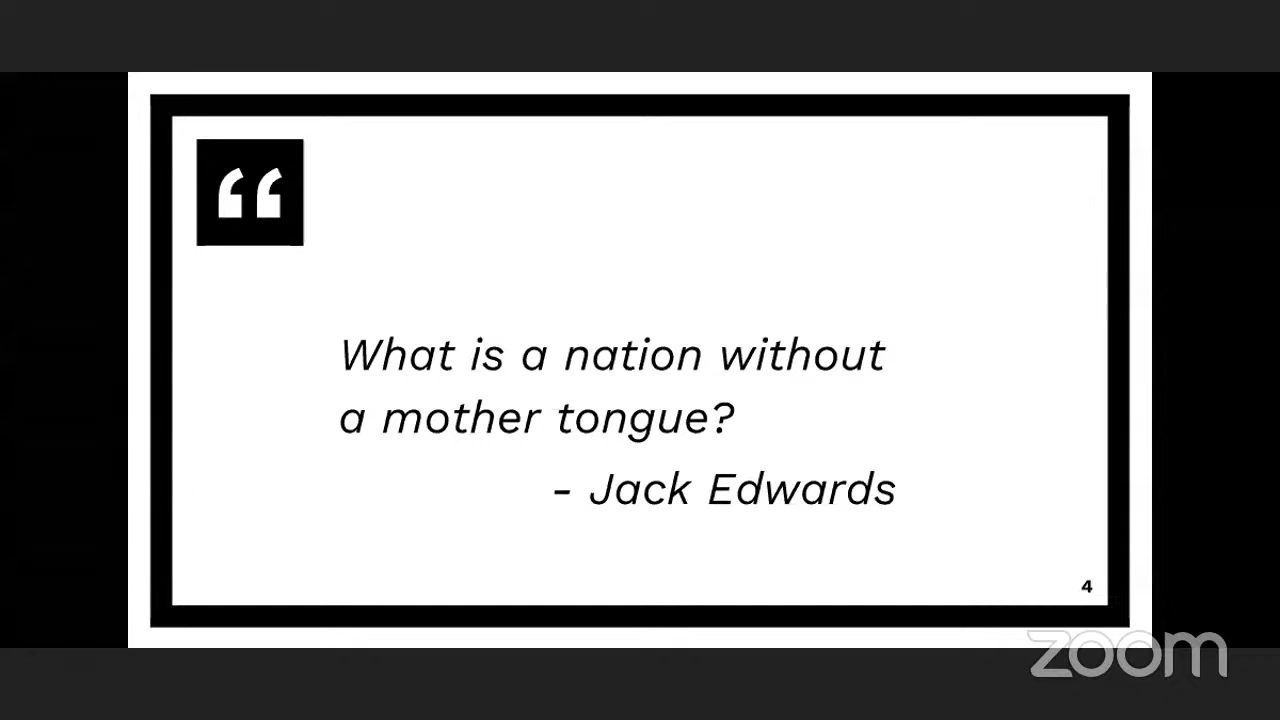 “
What is a nation without
a mother tongue?
- Jack Edwards
4
zoom